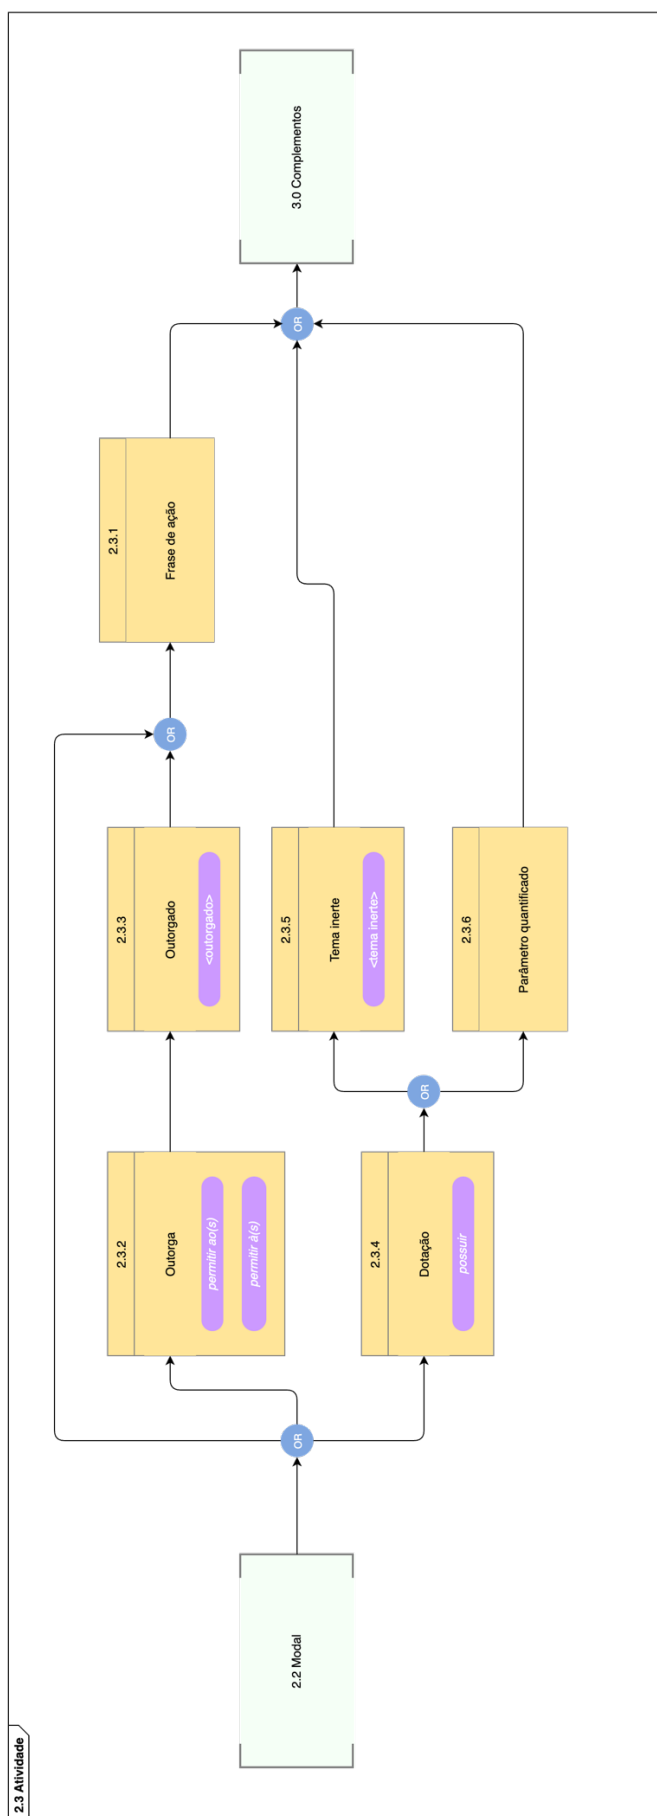 2.3 Atividade
2.2 Modal
OR
2.3.2
Outorga
permitir ao(s)
permitir à(s)
2.3.4
Dotação
possuir
OR
2.3.3
Outorgado
<outorgado>
2.3.5
Tema inerte
<tema inerte>
2.3.6
Parâmetro quantificado
OR
2.3.1
Frase de ação
OR
3.0 Complementos